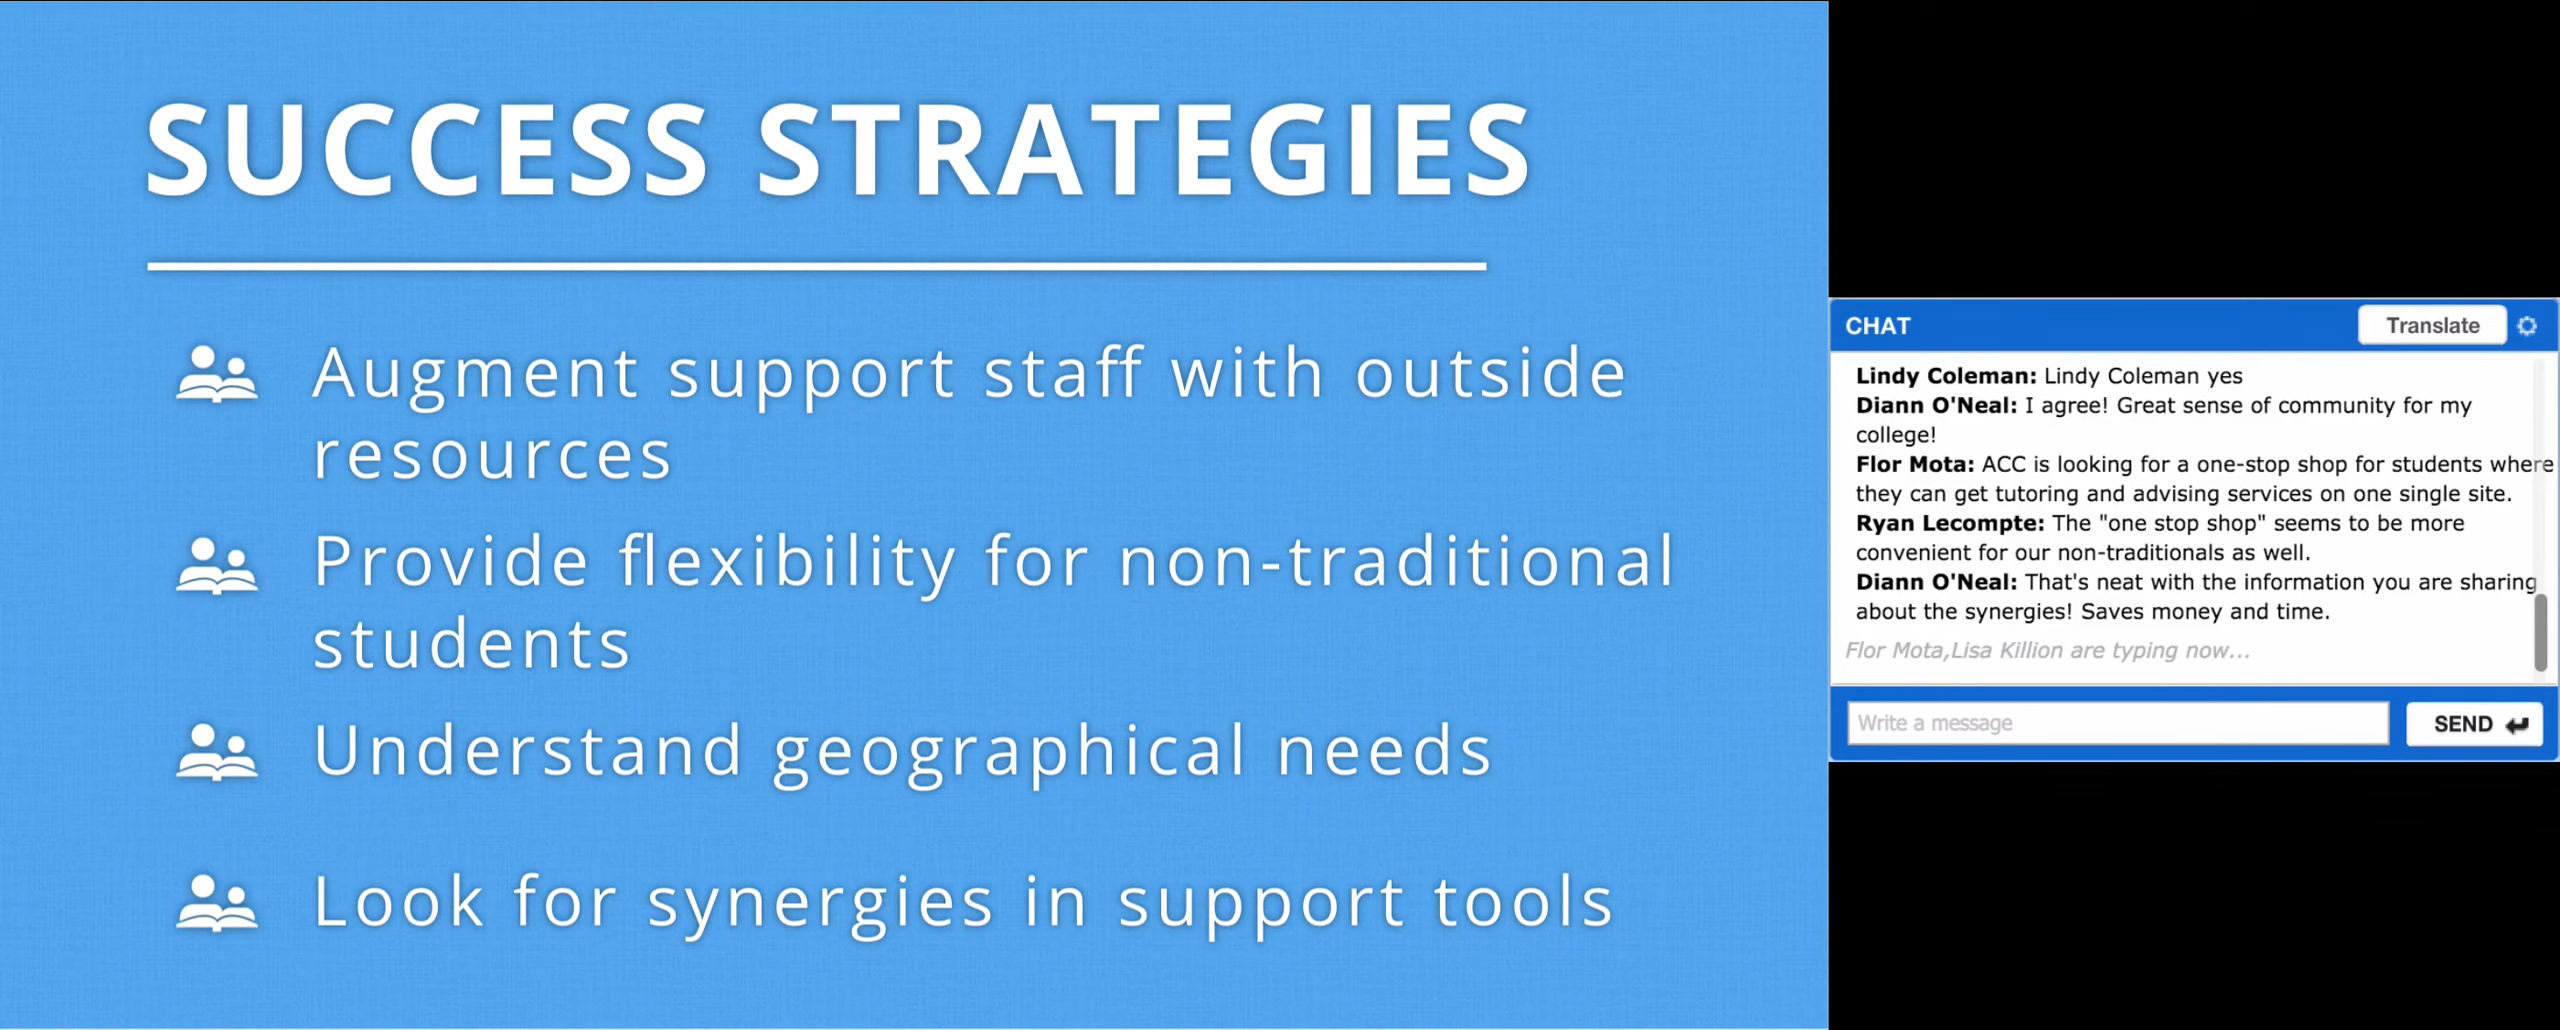 SUCCESS STRATEGIES
Augment support staff with outside
resources
Provide flexibility for non-traditional
students
Understand geographical needs
Look for synergies in support tools
CHAT
Translate
Lindy Coleman: Lindy Coleman yes
Diann O'Neal: I agree! Great sense of community for my
college!
Flor Mota: ACC is looking for a one-stop shop for students where
they can get tutoring and advising services on one single site.
Ryan Lecompte: The "one stop shop" seems to be more
convenient for our non-traditionals as well.
Diann O'Neal: That's neat with the information you are sharing
about the synergies! Saves money and time.
Flor Mota,Lisa Killion are typing now...
Write a message
SEND